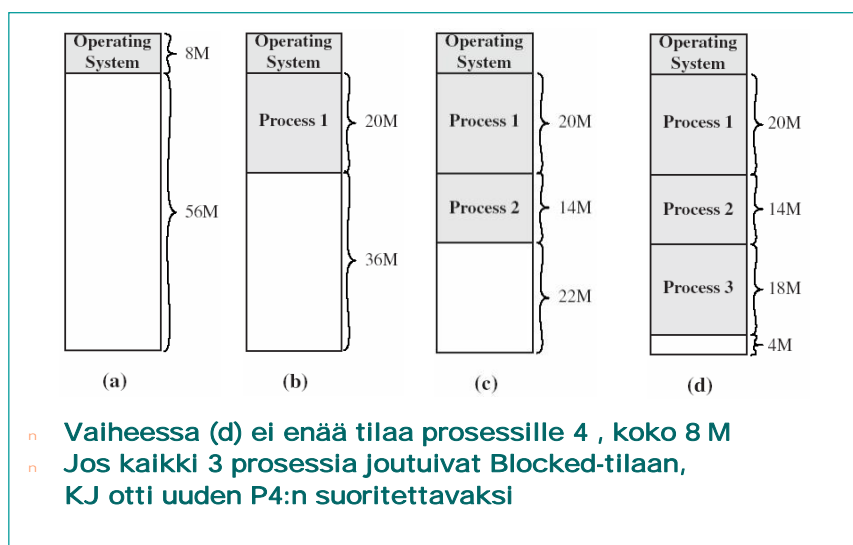 Operating
System
8M
56M
(a)
Operating
System
Process 1
20M
36M
(b)
Operating
System
Process 1
20M
Process 2
14M
22M
(c)
Operating
System
Process 1
20M
Process 2
14M
Process 3
18M
4M
(d)
n Vaiheessa (d) ei enää tilaa prosessille 4 , koko 8 M
n Jos kaikki 3 prosessia joutuivat Blocked-tilaan,
KJ otti uuden P4:n suoritettavaksi